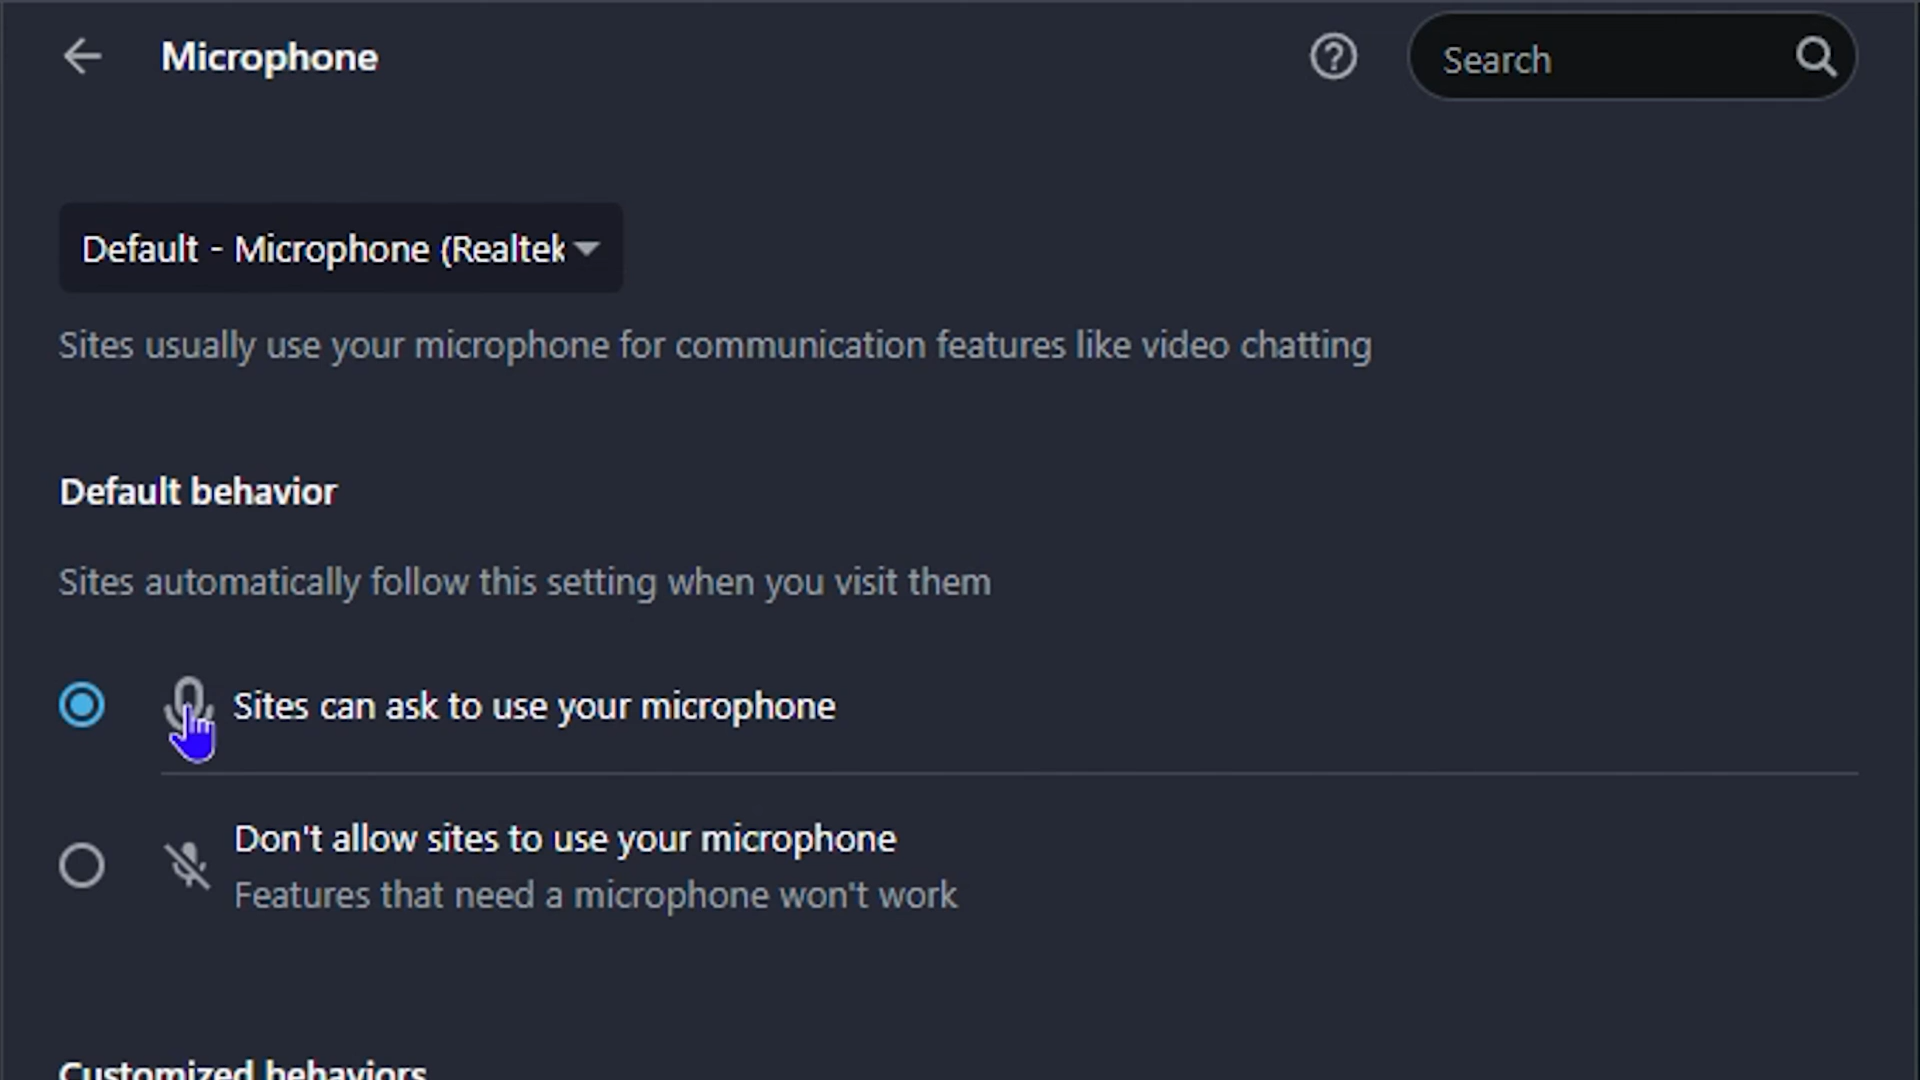 Microphone
Search
Default - Microphone (Realtek
Sites usually use your microphone for communication features like video chatting
Default behavior
Sites automatically follow this setting when you visit them
Sites can ask to use your microphone
Don't allow sites to use your microphone
Features that need a microphone won't work
Customized behaviors